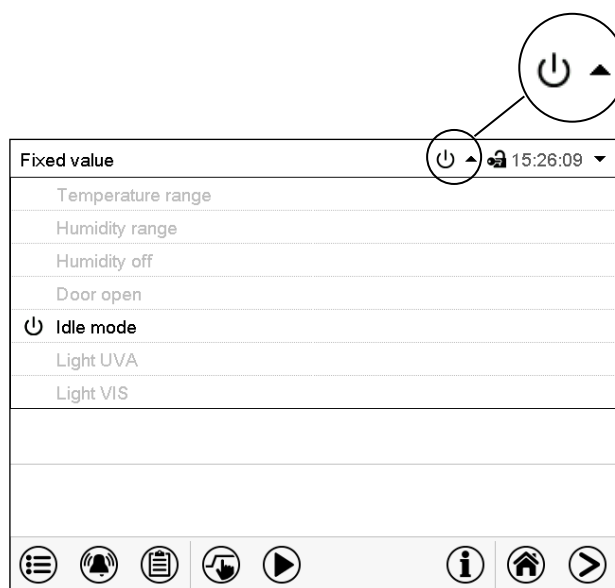 Fixed value 15:26:09
Temperature range
Humidity range
Humidity off
Door open
Idle mode
Light UVA
Light VIS